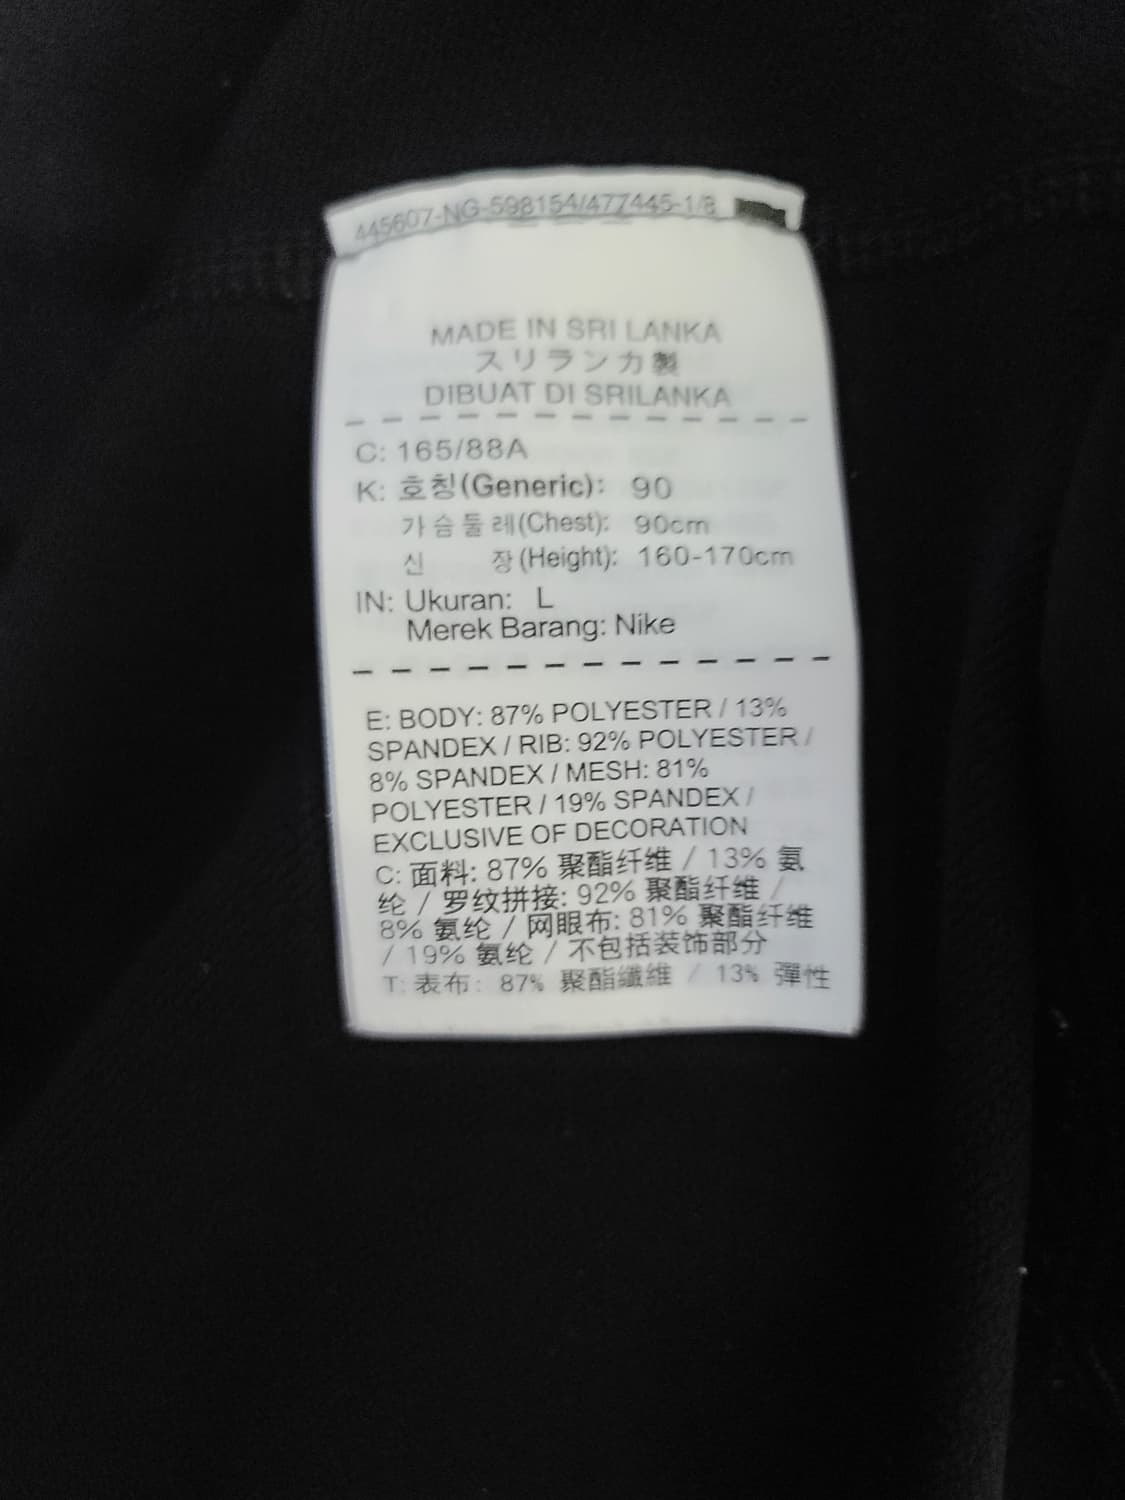 445607-NG-598154/477445-1/8
MADE IN SRI LANKA
スリランカ製
DIBUAT DI SRILANKA
C: 165/88A
K: 호칭(Generic): 90
가슴둘레(Chest): 90cm
신 장(Height): 160-170cm
IN: Ukuran: L
Merek Barang: Nike
E: BODY: 87% POLYESTER / 13%
SPANDEX / RIB: 92% POLYESTER /
8% SPANDEX / MESH: 81%
POLYESTER / 19% SPANDEX /
EXCLUSIVE OF DECORATION
C: 面料: 87% 聚酯纤维 / 13% 氨
纶 / 罗纹拼接: 92% 聚酯纤维 /
8% 氨纶 / 网眼布: 81% 聚酯纤维
/ 19% 氨纶 / 不包括装饰部分
T: 表布: 87% 聚酯纖維 / 13% 彈性